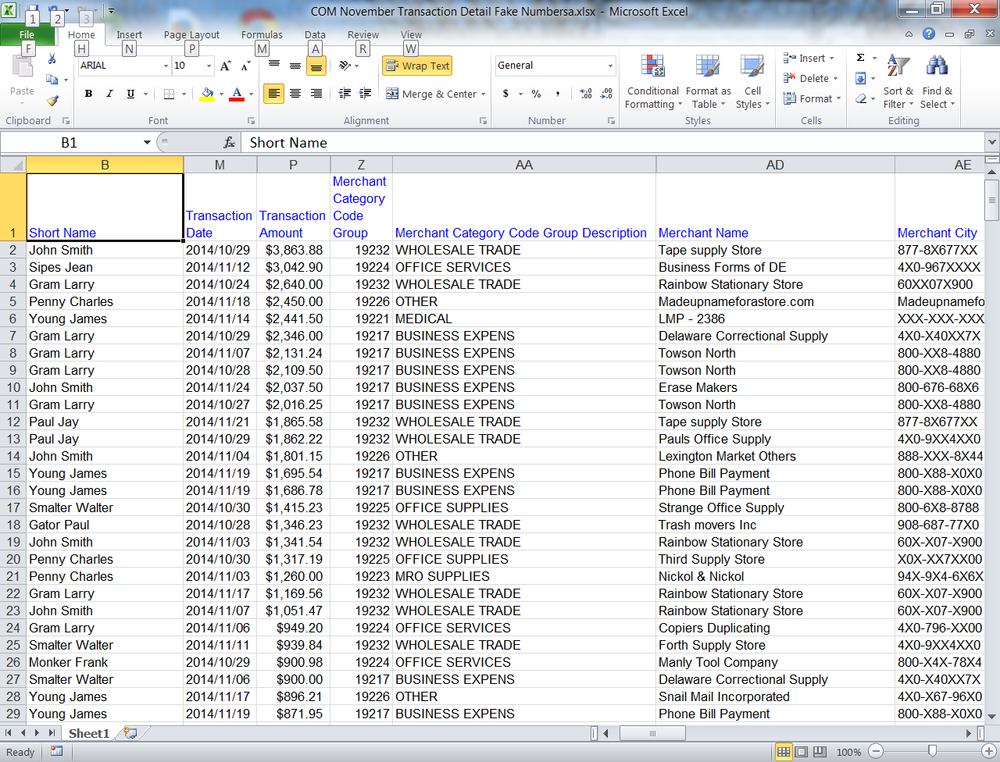 COM November Transaction Detail Fake Numbersa.xlsx - Microsoft Excel
1 2 3
File Home Insert Page Layout Formulas Data Review View
F H N P M A R W
ARIAL 10 Wrap Text General Insert
Paste Conditional Formatting Format as Table Cell Styles Delete Sort & Filter Find & Select
B I U A Merge & Center $ % , Format
Clipboard Font Alignment Number Styles Cells Editing
B1 fx Short Name
B M P Z AA AD AE
1 Short Name Transaction Date Transaction Amount Merchant Category Code Group Merchant Category Code Group Description Merchant Name Merchant City
2 John Smith 2014/10/29 $3,863.88 19232 WHOLESALE TRADE Tape supply Store 877-8X677XX
3 Sipes Jean 2014/11/12 $3,042.90 19224 OFFICE SERVICES Business Forms of DE 4X0-967XXXX
4 Gram Larry 2014/10/24 $2,640.00 19232 WHOLESALE TRADE Rainbow Stationary Store 60XX07X900
5 Penny Charles 2014/11/18 $2,450.00 19226 OTHER Madeupnameforastore.com Madeupnamefo
6 Young James 2014/11/14 $2,441.50 19221 MEDICAL LMP - 2386 XXX-XXX-XXX
7 Gram Larry 2014/10/29 $2,346.00 19217 BUSINESS EXPENS Delaware Correctional Supply 4X0-X40XX7X
8 Gram Larry 2014/11/07 $2,131.24 19217 BUSINESS EXPENS Towson North 800-XX8-4880
9 Gram Larry 2014/10/28 $2,109.50 19217 BUSINESS EXPENS Towson North 800-XX8-4880
10 John Smith 2014/11/24 $2,037.50 19217 BUSINESS EXPENS Erase Makers 800-676-68X6
11 Gram Larry 2014/10/27 $2,016.25 19217 BUSINESS EXPENS Towson North 800-XX8-4880
12 Paul Jay 2014/11/21 $1,865.58 19232 WHOLESALE TRADE Tape supply Store 877-8X677XX
13 Paul Jay 2014/10/29 $1,862.22 19232 WHOLESALE TRADE Pauls Office Supply 4X0-9XX4XX0
14 John Smith 2014/11/04 $1,801.15 19226 OTHER Lexington Market Others 888-XXX-8X44
15 Young James 2014/11/19 $1,695.54 19217 BUSINESS EXPENS Phone Bill Payment 800-X88-X0X0
16 Young James 2014/11/19 $1,686.78 19217 BUSINESS EXPENS Phone Bill Payment 800-X88-X0X0
17 Smalter Walter 2014/10/30 $1,415.23 19225 OFFICE SUPPLIES Strange Office Supply 800-6X8-8788
18 Gator Paul 2014/10/28 $1,346.23 19232 WHOLESALE TRADE Trash movers Inc 908-687-77X0
19 John Smith 2014/11/03 $1,341.54 19232 WHOLESALE TRADE Rainbow Stationary Store 60X-X07-X900
20 Penny Charles 2014/10/30 $1,317.19 19225 OFFICE SUPPLIES Third Supply Store X0X-XX7XX00
21 Penny Charles 2014/11/03 $1,260.00 19223 MRO SUPPLIES Nickol & Nickol 94X-9X4-6X6X
22 Gram Larry 2014/11/17 $1,169.56 19232 WHOLESALE TRADE Rainbow Stationary Store 60X-X07-X900
23 John Smith 2014/11/07 $1,051.47 19232 WHOLESALE TRADE Rainbow Stationary Store 60X-X07-X900
24 Gram Larry 2014/11/06 $949.20 19224 OFFICE SERVICES Copiers Duplicating 4X0-796-XX00
25 Smalter Walter 2014/11/11 $939.84 19232 WHOLESALE TRADE Forth Supply Store 4X0-9XX4XX0
26 Monker Frank 2014/10/29 $900.98 19224 OFFICE SERVICES Manly Tool Company 800-X4X-78X4
27 Smalter Walter 2014/11/06 $900.00 19217 BUSINESS EXPENS Delaware Correctional Supply 4X0-X40XX7X
28 Young James 2014/11/17 $896.21 19226 OTHER Snail Mail Incorporated 4X0-X67-96X0
29 Young James 2014/11/19 $871.95 19217 BUSINESS EXPENS Phone Bill Payment 800-X88-X0X0
Sheet1
Ready 100%